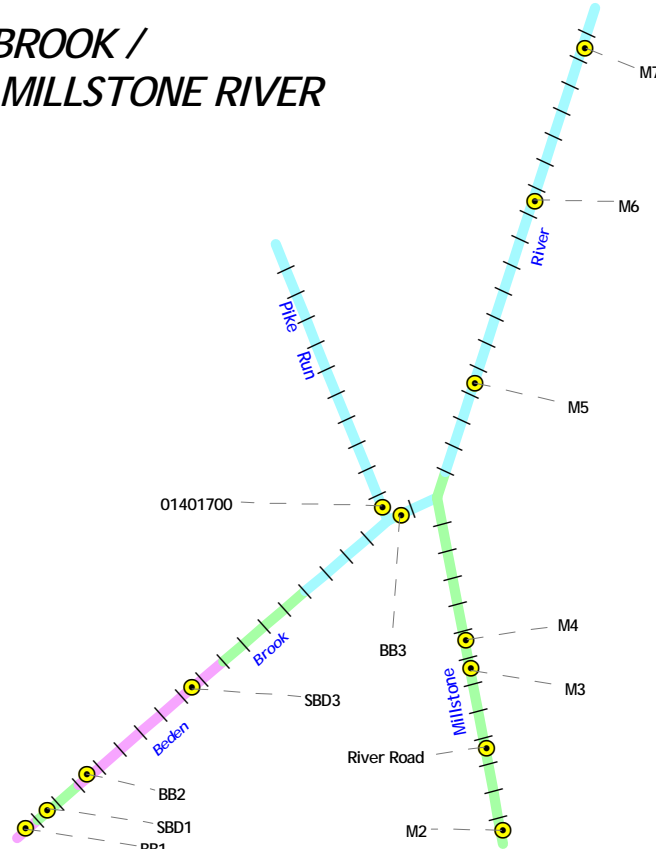 BROOK /
MILLSTONE RIVER
M7
M6
River
Pike Run
M5
01401700
BB3
M4
Brook
M3
Millstone
SBD3
Beden
River Road
BB2
SBD1
M2
BB1